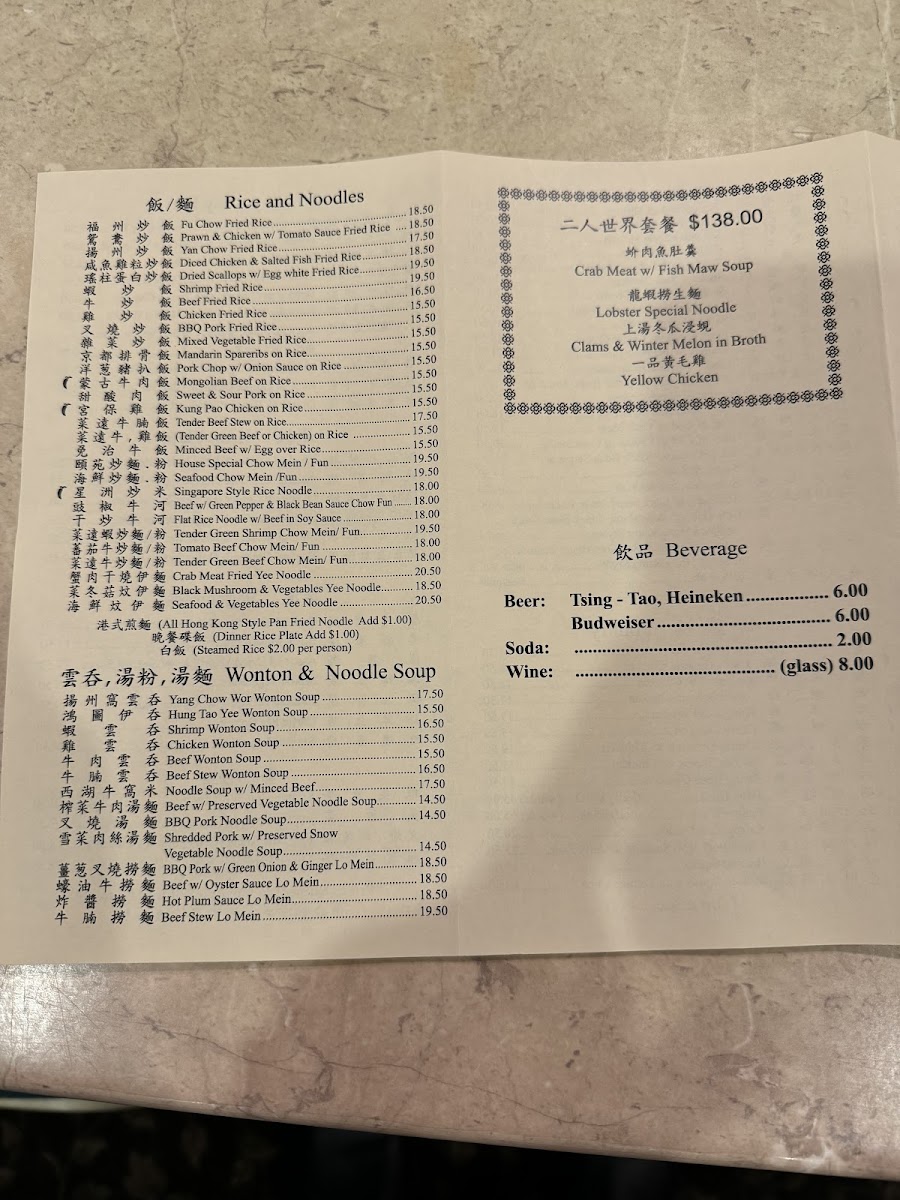 飯/麵 Rice and Noodles
福州炒飯 Fu Chow Fried Rice 18.50
鴛鴦炒飯 Prawn & Chicken w/ Tomato Sauce Fried Rice 18.50
揚州炒飯 Yan Chow Fried Rice 17.50
咸魚雞粒炒飯 Diced Chicken & Salted Fish Fried Rice 18.50
瑤柱蛋白炒飯 Dried Scallops w/ Egg white Fried Rice 19.50
蝦炒飯 Shrimp Fried Rice 19.50
牛炒飯 Beef Fried Rice 16.50
雞炒飯 Chicken Fried Rice 15.50
叉燒炒飯 BBQ Pork Fried Rice 15.50
雜菜炒飯 Mixed Vegetable Fried Rice 15.50
京都排骨飯 Mandarin Spareribs on Rice 15.50
洋葱豬扒飯 Pork Chop w/ Onion Sauce on Rice 15.50
蒙古牛肉飯 Mongolian Beef on Rice 15.50
甜酸肉飯 Sweet & Sour Pork on Rice 15.50
宮保雞飯 Kung Pao Chicken on Rice 15.50
菜遠牛腩飯 Tender Beef Stew on Rice 17.50
菜遠牛,雞飯 (Tender Green Beef or Chicken) on Rice 15.50
免治牛飯 Minced Beef w/ Egg over Rice 15.50
頤苑炒麵.粉 House Special Chow Mein / Fun 19.50
海鮮炒麵.粉 Seafood Chow Mein /Fun 19.50
星洲炒米 Singapore Style Rice Noodle 18.00
豉椒牛河 Beef w/ Green Pepper & Black Bean Sauce Chow Fun 18.00
干炒牛河 Flat Rice Noodle w/ Beef in Soy Sauce 18.00
菜遠蝦炒麵/粉 Tender Green Shrimp Chow Mein/ Fun 19.50
蕃茄牛炒麵/粉 Tomato Beef Chow Mein/ Fun 18.00
菜遠牛炒麵/粉 Tender Green Beef Chow Mein/ Fun 18.00
蟹肉干燒伊麵 Crab Meat Fried Yee Noodle 20.50
菜冬菇炆伊麵 Black Mushroom & Vegetables Yee Noodle 18.50
海鮮炆伊麵 Seafood & Vegetables Yee Noodle 20.50
港式煎麵 (All Hong Kong Style Pan Fried Noodle Add $1.00)
晚餐碟飯 (Dinner Rice Plate Add $1.00)
白飯 (Steamed Rice $2.00 per person)
雲吞,湯粉,湯麵 Wonton & Noodle Soup
揚州窩雲吞 Yang Chow Wor Wonton Soup 17.50
鴻圖伊吞 Hung Tao Yee Wonton Soup 15.50
蝦雲吞 Shrimp Wonton Soup 16.50
雞雲吞 Chicken Wonton Soup 15.50
牛肉雲吞 Beef Wonton Soup 15.50
牛腩雲吞 Beef Stew Wonton Soup 16.50
西湖牛窩米 Noodle Soup w/ Minced Beef 17.50
榨菜牛肉湯麵 Beef w/ Preserved Vegetable Noodle Soup 14.50
叉燒湯麵 BBQ Pork Noodle Soup 14.50
雪菜肉絲湯麵 Shredded Pork w/ Preserved Snow
Vegetable Noodle Soup 14.50
薑葱叉燒撈麵 BBQ Pork w/ Green Onion & Ginger Lo Mein 18.50
蠔油牛撈麵 Beef w/ Oyster Sauce Lo Mein 18.50
炸醬撈麵 Hot Plum Sauce Lo Mein 18.50
牛腩撈麵 Beef Stew Lo Mein 19.50
二人世界套餐 $138.00
蚧肉魚肚羹
Crab Meat w/ Fish Maw Soup
龍蝦撈生麵
Lobster Special Noodle
上湯冬瓜浸蜆
Clams & Winter Melon in Broth
一品黃毛雞
Yellow Chicken
飲品 Beverage
Beer: Tsing - Tao, Heineken 6.00
Budweiser 6.00
Soda: 2.00
Wine: (glass) 8.00